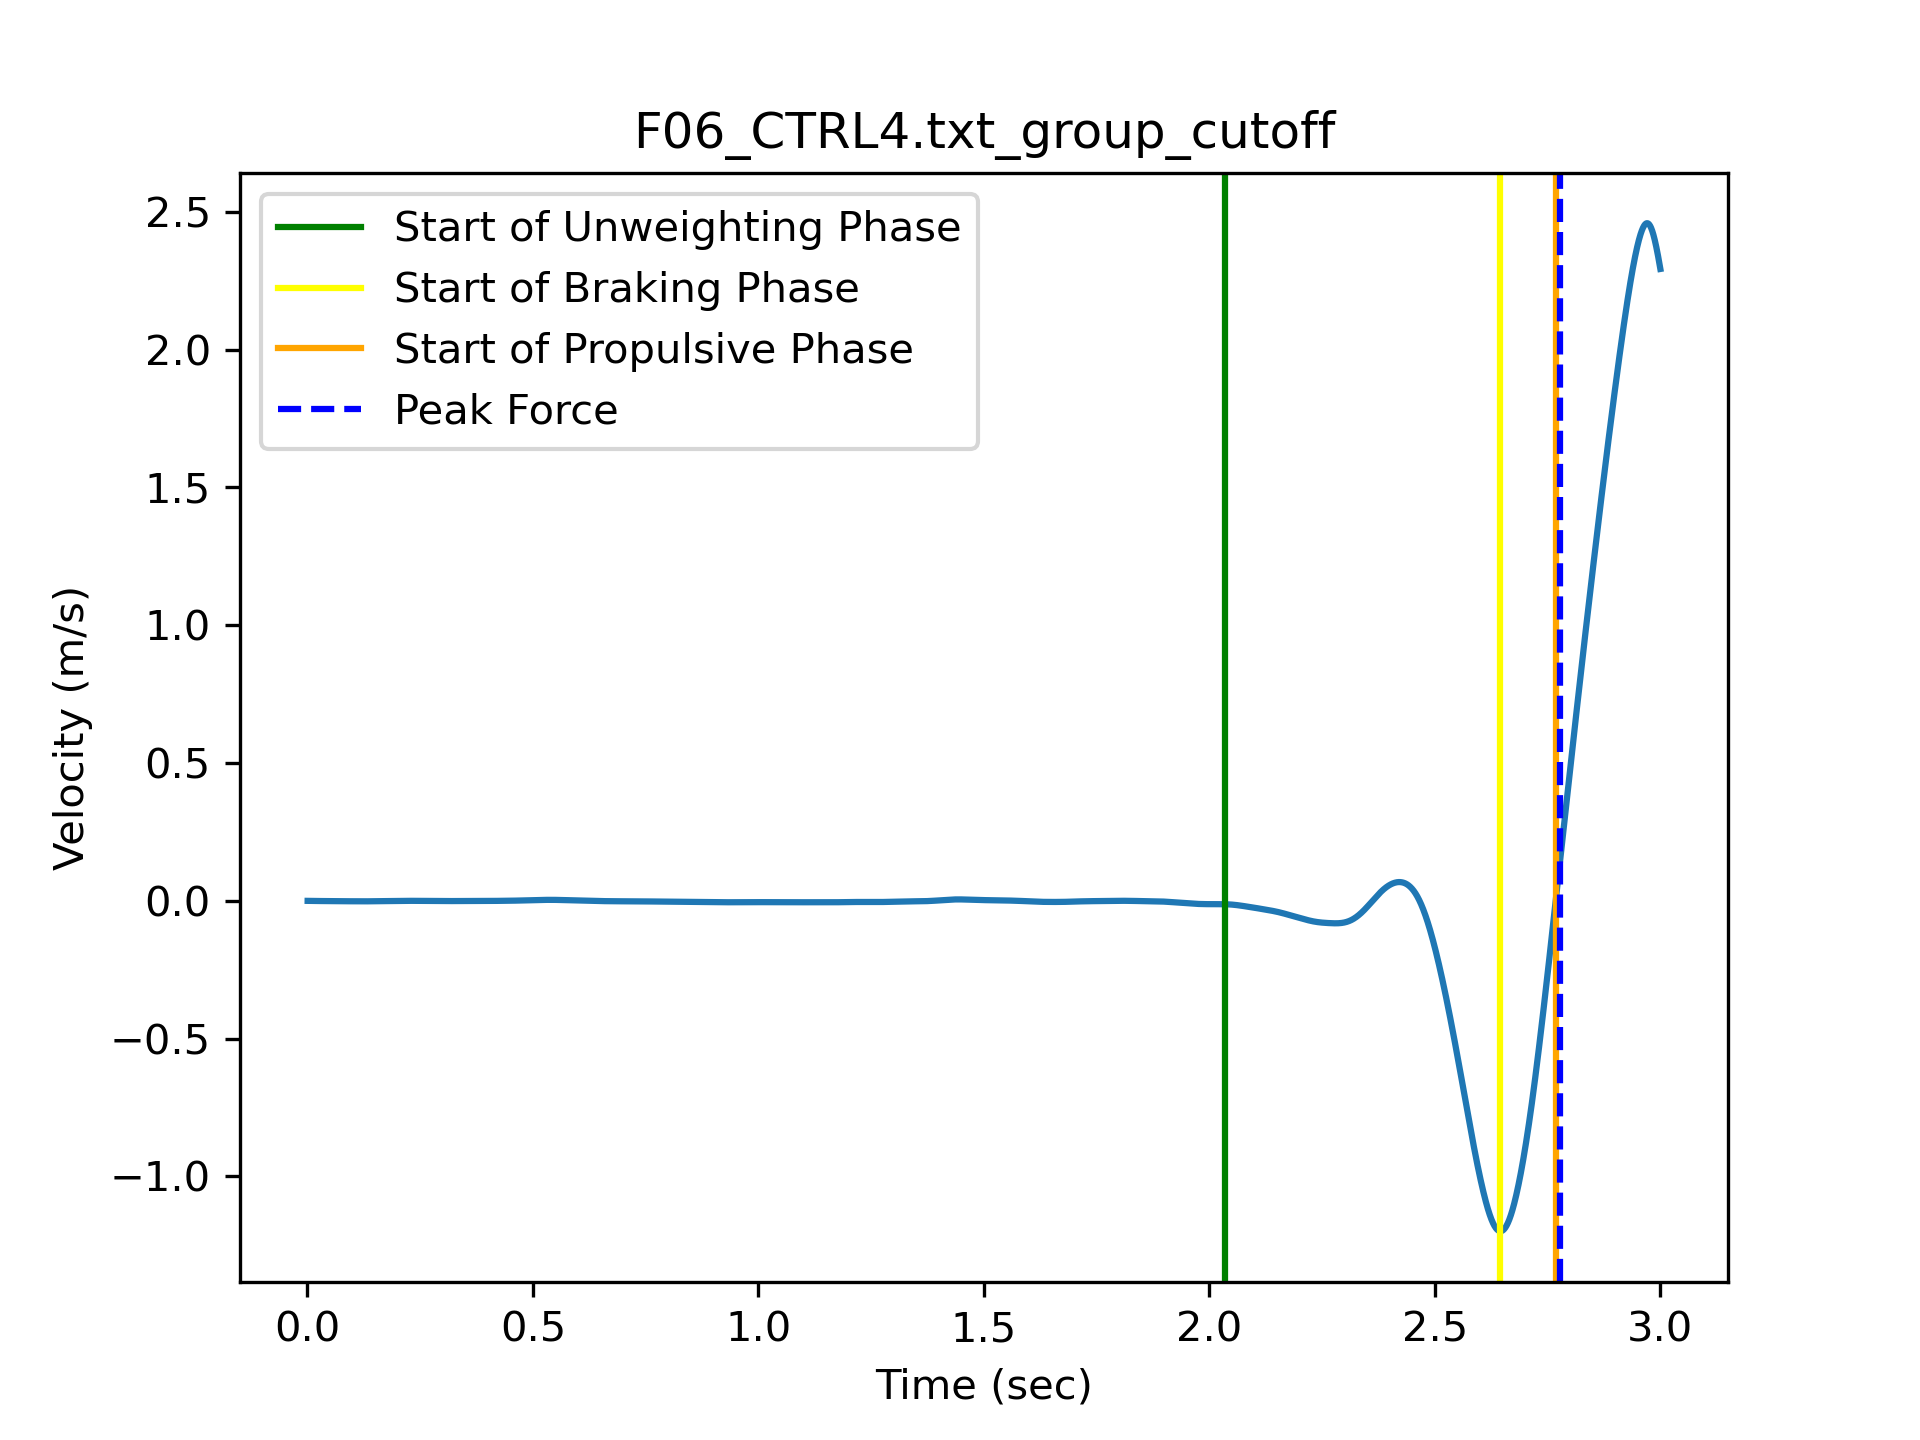 F06_CTRL4.txt_group_cutoff
Start of Unweighting Phase
Start of Braking Phase
Start of Propulsive Phase
Peak Force
2.5
2.0
1.5
1.0
0.5
0.0
−0.5
−1.0
Velocity (m/s)
0.0 0.5 1.0 1.5 2.0 2.5 3.0
Time (sec)